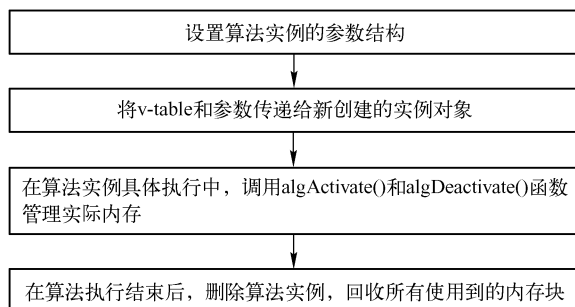 设置算法实例的参数结构
将v-table和参数传递给新创建的实例对象
在算法实例具体执行中，调用algActivate()和algDeactivate()函数
管理实际内存
在算法执行结束后，删除算法实例，回收所有使用到的内存块